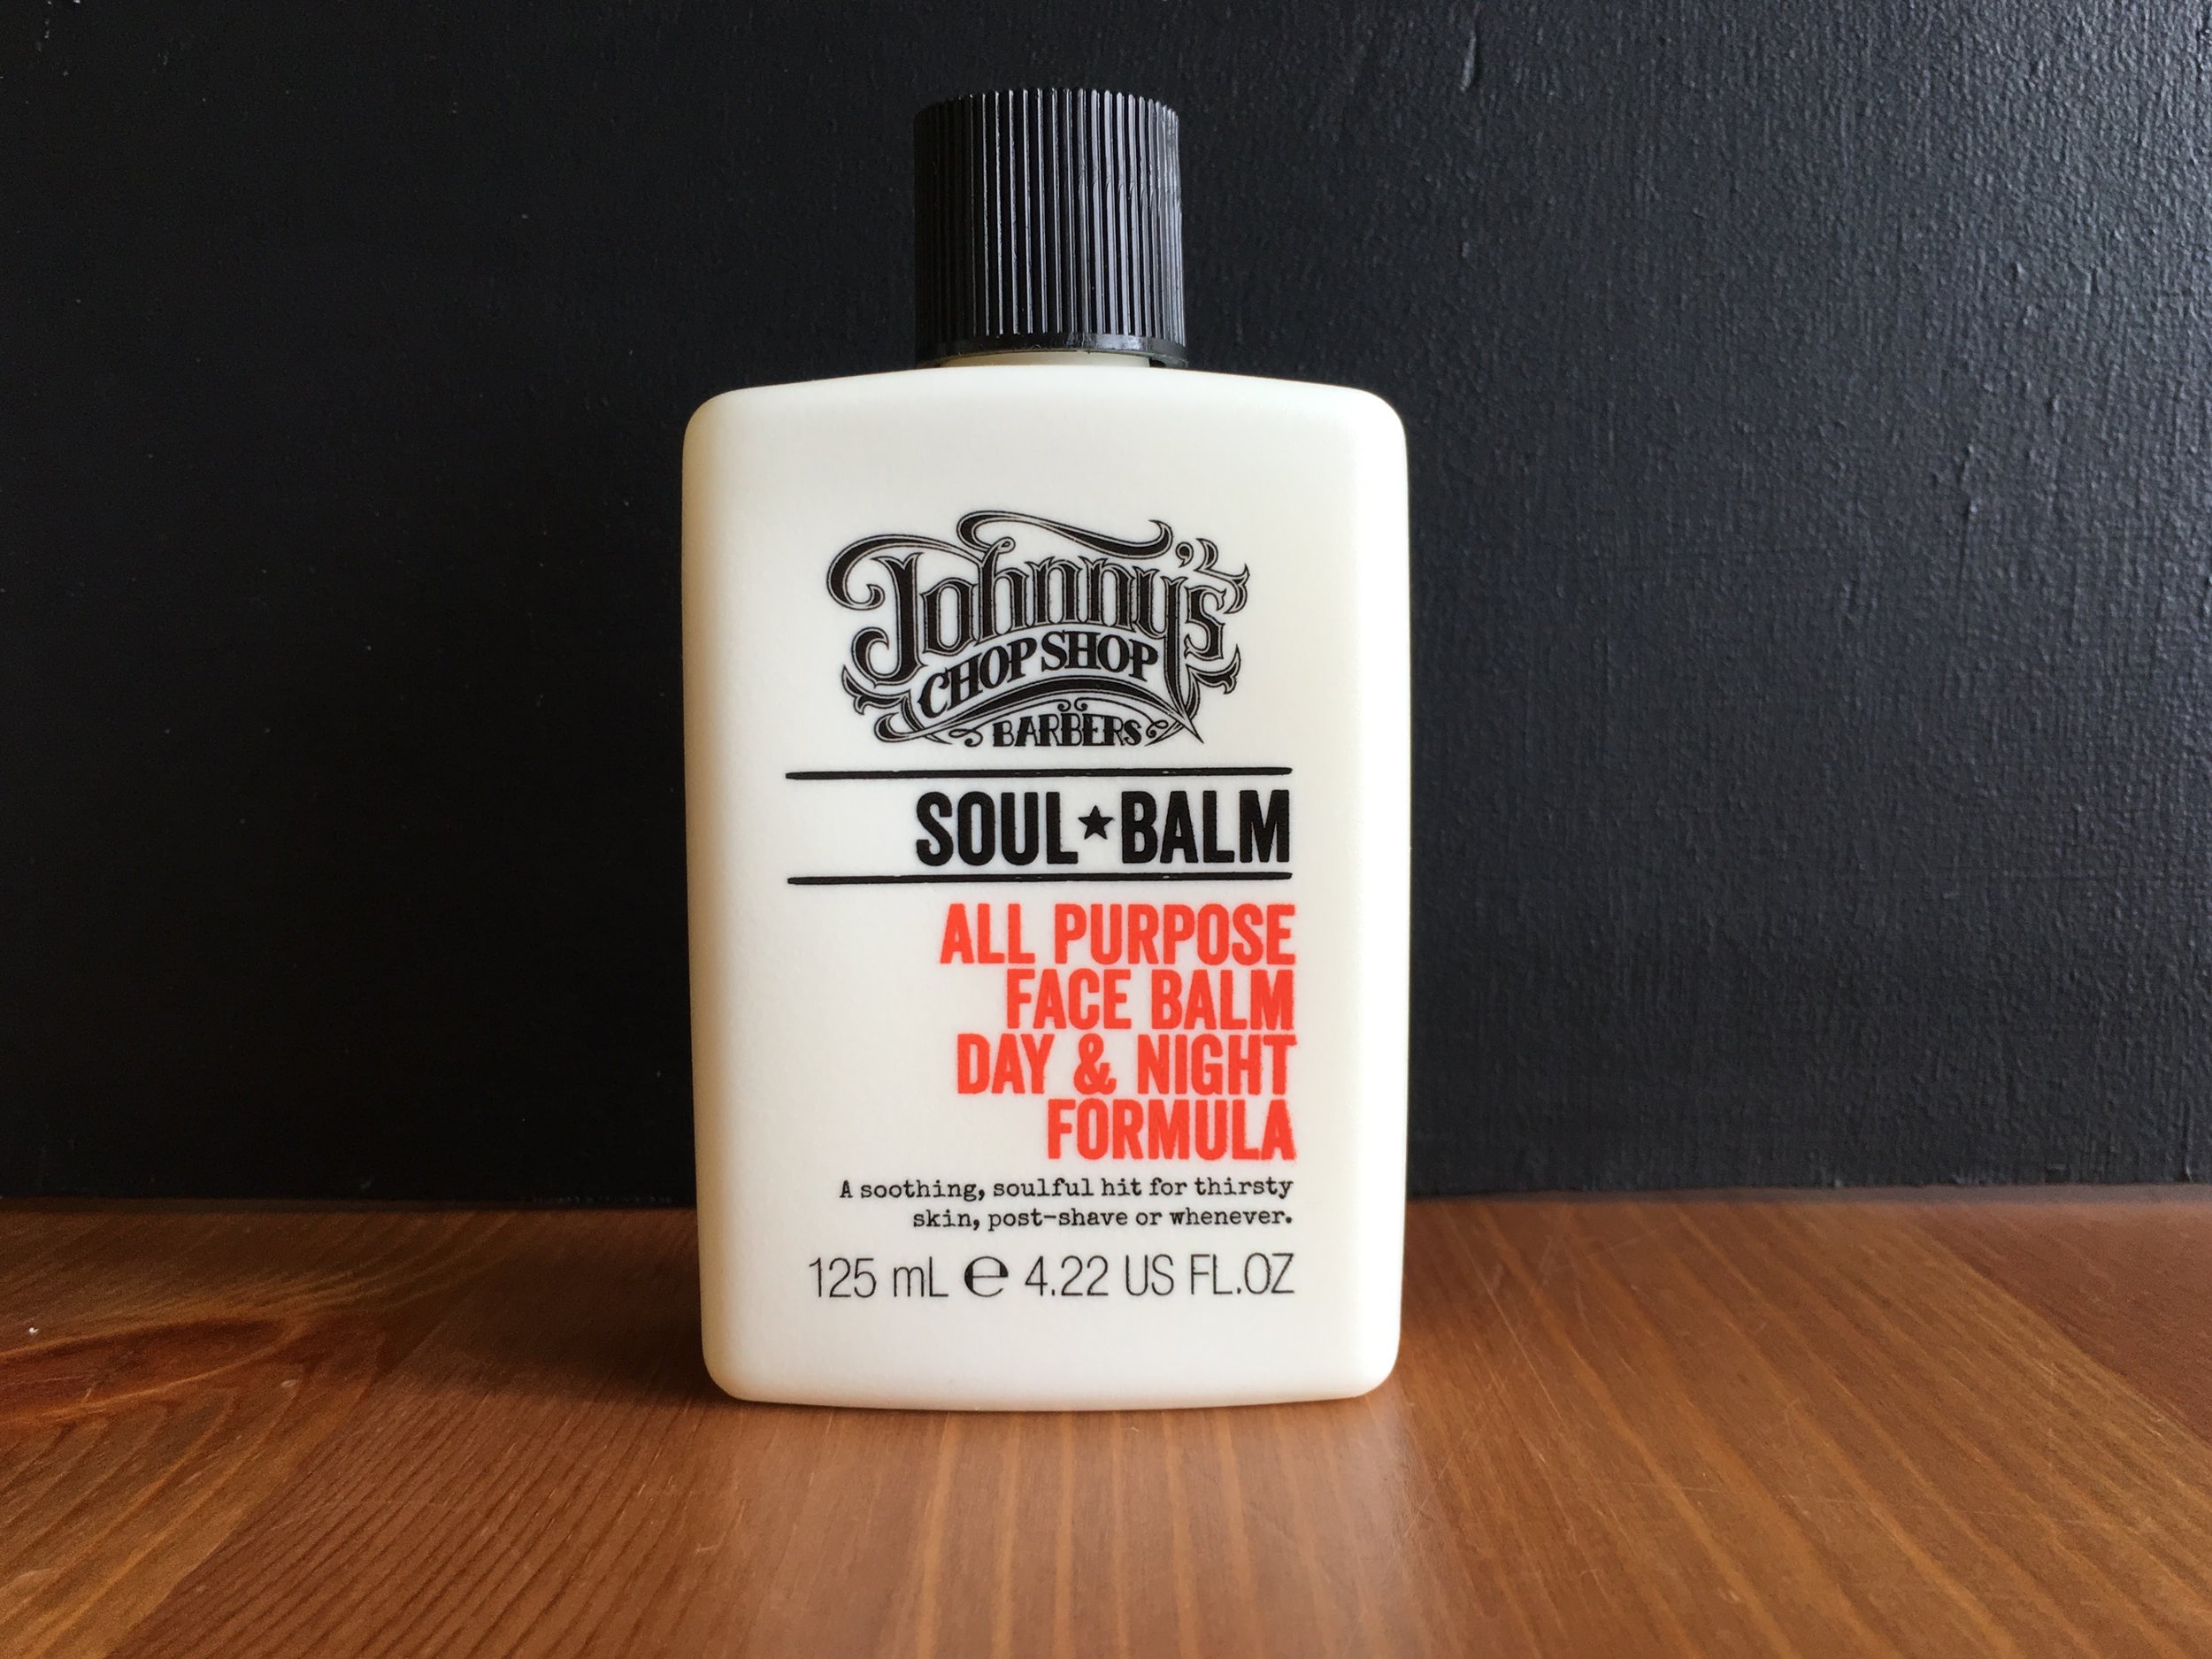 Johnny's
CHOP SHOP
BARBERS
SOUL★BALM
ALL PURPOSE
FACE BALM
DAY & NIGHT
FORMULA
A soothing, soulful hit for thirsty
skin, post-shave or whenever.
125 mL ℮ 4.22 US FL.OZ